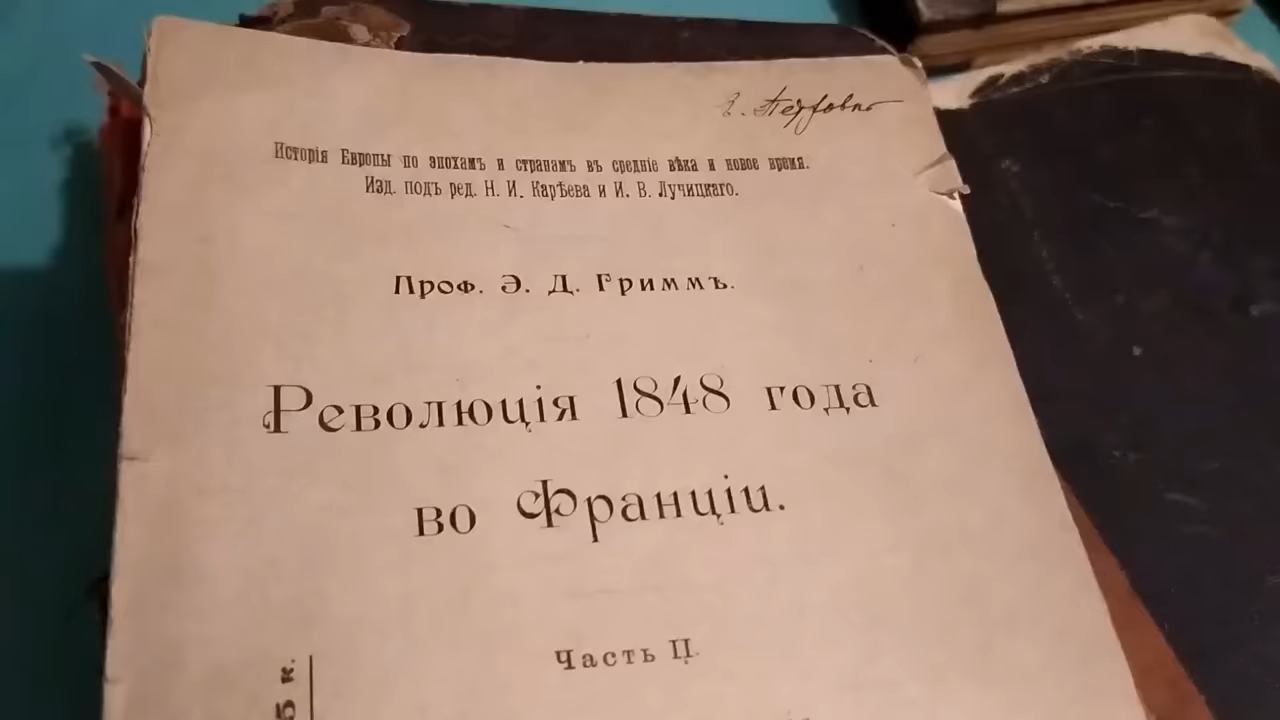 Исторія Европы по эпохамъ и странамъ въ средніе вѣка и новое время.
Изд. подъ ред. Н. И. Карѣева и И. В. Лучицкаго.
Проф. Э. Д. Гриммъ.
Революція 1848 года
во Франціи.
Часть II.
5 к.